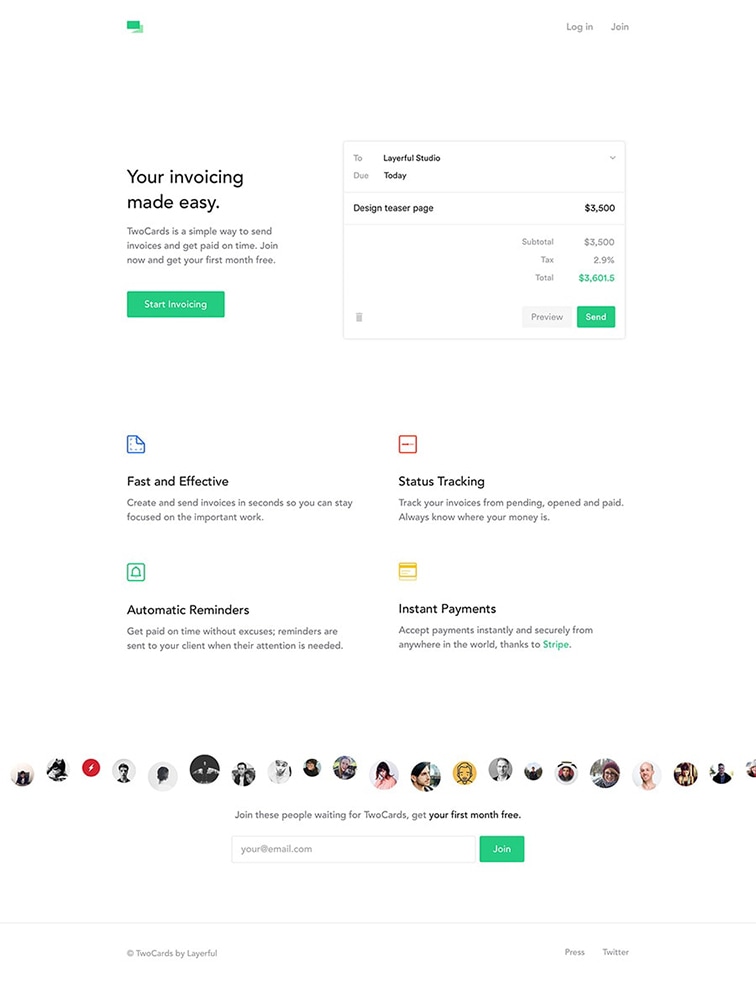 Log in Join
Your invoicing
made easy.
TwoCards is a simple way to send
invoices and get paid on time. Join
now and get your first month free.
Start Invoicing
To Layerful Studio
Due Today
Design teaser page $3,500
Subtotal $3,500
Tax 2.9%
Total $3,601.5
Preview Send
Fast and Effective
Create and send invoices in seconds so you can stay
focused on the important work.
Status Tracking
Track your invoices from pending, opened and paid.
Always know where your money is.
Automatic Reminders
Get paid on time without excuses; reminders are
sent to your client when their attention is needed.
Instant Payments
Accept payments instantly and securely from
anywhere in the world, thanks to Stripe.
Join these people waiting for TwoCards, get your first month free.
your@email.com Join
© TwoCards by Layerful Press Twitter